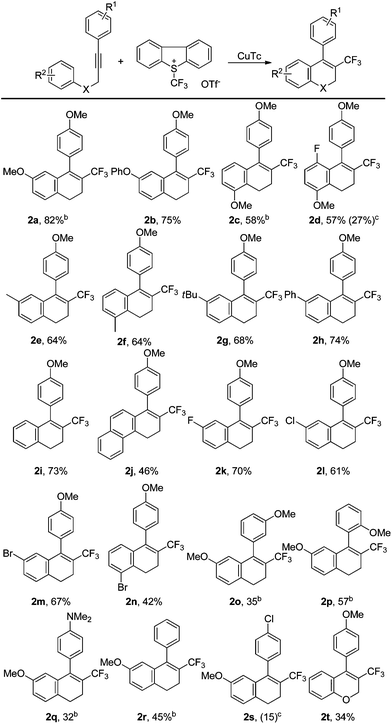 R¹ R¹
R² X + S⁺ CF₃ OTf⁻ CuTc R² X CF₃
OMe OMe OMe OMe
MeO CF₃ PhO CF₃ CF₃ OMe F CF₃ OMe
2a, 82%ᵇ 2b, 75% 2c, 58%ᵇ 2d, 57% (27%)ᶜ
OMe OMe OMe OMe
CF₃ CF₃ tBu CF₃ Ph CF₃
2e, 64% 2f, 64% 2g, 68% 2h, 74%
OMe OMe OMe OMe
CF₃ CF₃ F CF₃ Cl CF₃
2i, 73% 2j, 46% 2k, 70% 2l, 61%
OMe OMe OMe OMe
Br CF₃ Br CF₃ MeO CF₃ MeO CF₃
2m, 67% 2n, 42% 2o, 35ᵇ 2p, 57ᵇ
NMe₂ Cl OMe
MeO CF₃ MeO CF₃ MeO CF₃ O CF₃
2q, 32ᵇ 2r, 45%ᵇ 2s, (15)ᶜ 2t, 34%